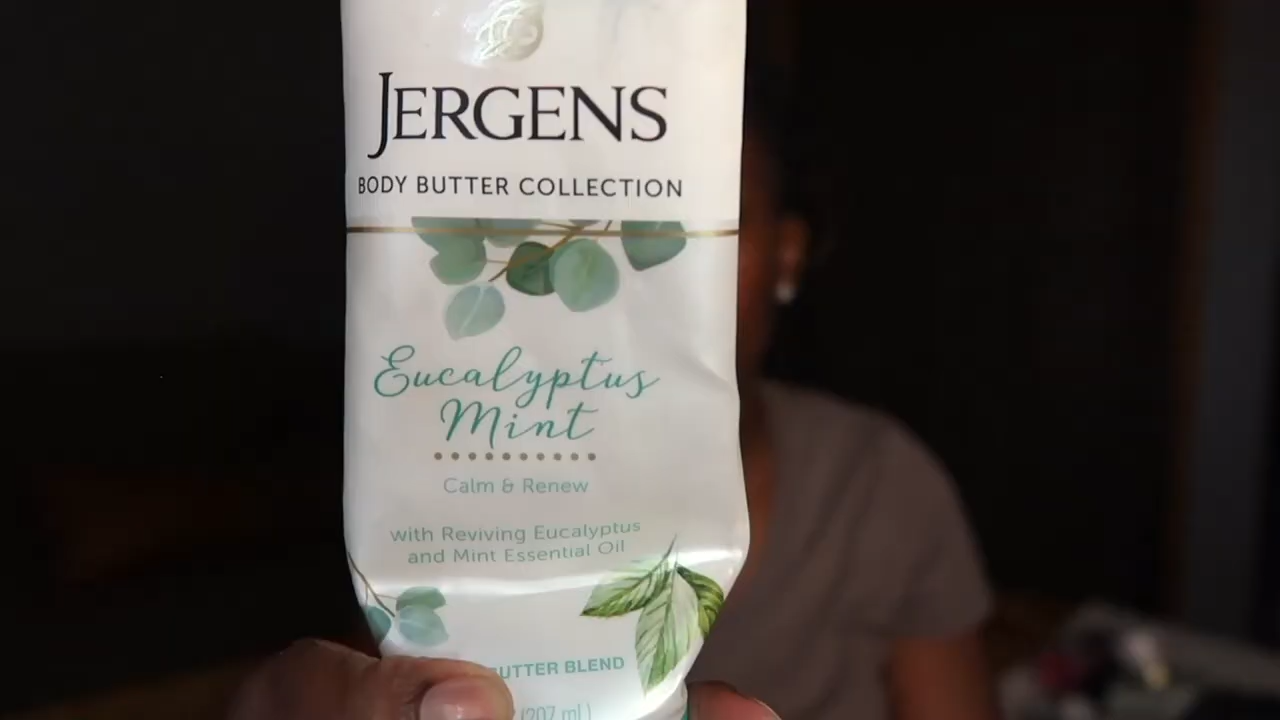 JERGENS
BODY BUTTER COLLECTION
Eucalyptus
Mint
Calm & Renew
with Reviving Eucalyptus
and Mint Essential Oil
BUTTER BLEND
(207 mL)